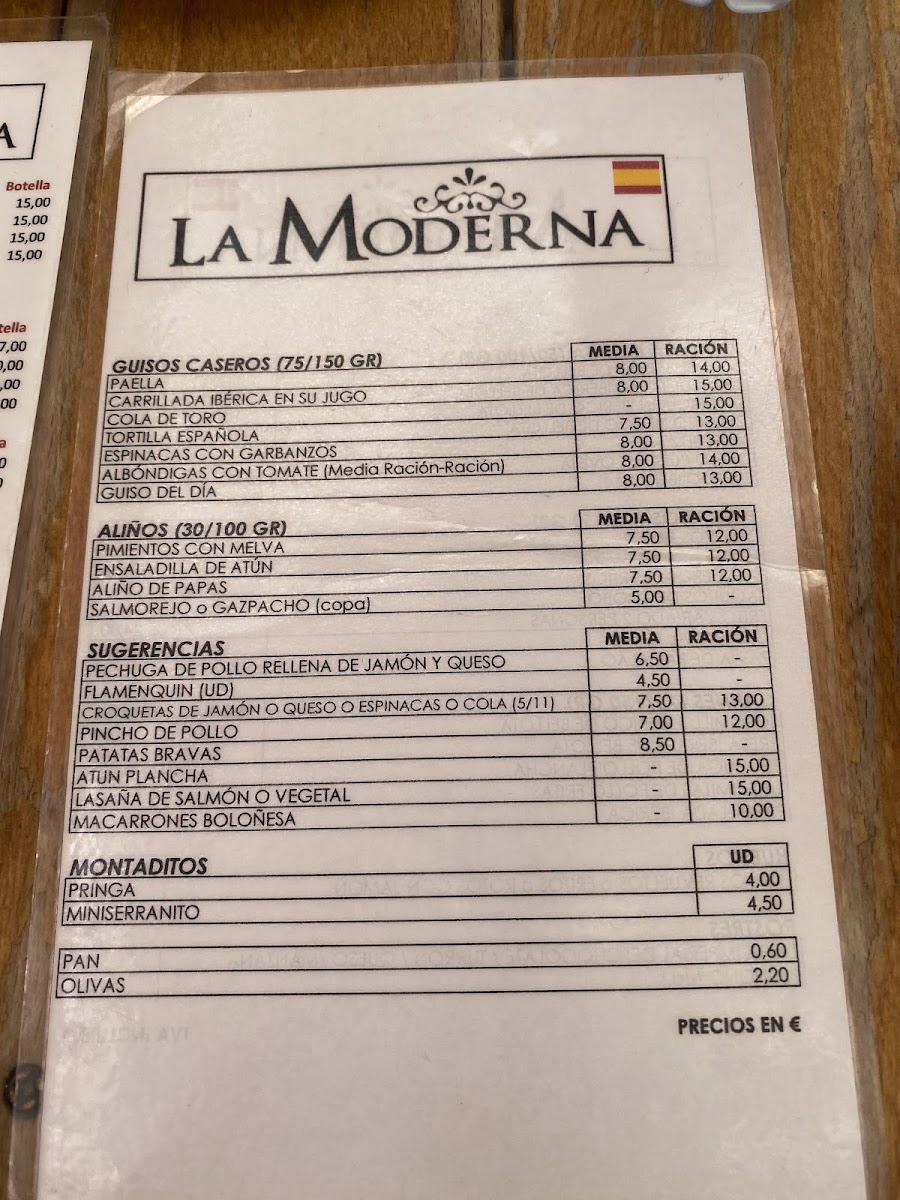 A
Botella
15,00
15,00
15,00
15,00
tella
7,00
,00
,00
00
a
0
LA MODERNA
GUISOS CASEROS (75/150 GR) MEDIA RACIÓN
PAELLA 8,00 14,00
CARRILLADA IBÉRICA EN SU JUGO 8,00 15,00
COLA DE TORO - 15,00
TORTILLA ESPAÑOLA 7,50 13,00
ESPINACAS CON GARBANZOS 8,00 13,00
ALBÓNDIGAS CON TOMATE (Media Ración-Ración) 8,00 14,00
GUISO DEL DÍA 8,00 13,00
ALIÑOS (30/100 GR) MEDIA RACIÓN
PIMIENTOS CON MELVA 7,50 12,00
ENSALADILLA DE ATÚN 7,50 12,00
ALIÑO DE PAPAS 7,50 12,00
SALMOREJO o GAZPACHO (copa) 5,00 -
SUGERENCIAS MEDIA RACIÓN
PECHUGA DE POLLO RELLENA DE JAMÓN Y QUESO 6,50 -
FLAMENQUIN (UD) 4,50 -
CROQUETAS DE JAMÓN O QUESO O ESPINACAS O COLA (5/11) 7,50 13,00
PINCHO DE POLLO 7,00 12,00
PATATAS BRAVAS 8,50 -
ATUN PLANCHA - 15,00
LASAÑA DE SALMÓN O VEGETAL - 15,00
MACARRONES BOLOÑESA - 10,00
MONTADITOS UD
PRINGA 4,00
MINISERRANITO 4,50
PAN 0,60
OLIVAS 2,20
PRECIOS EN €